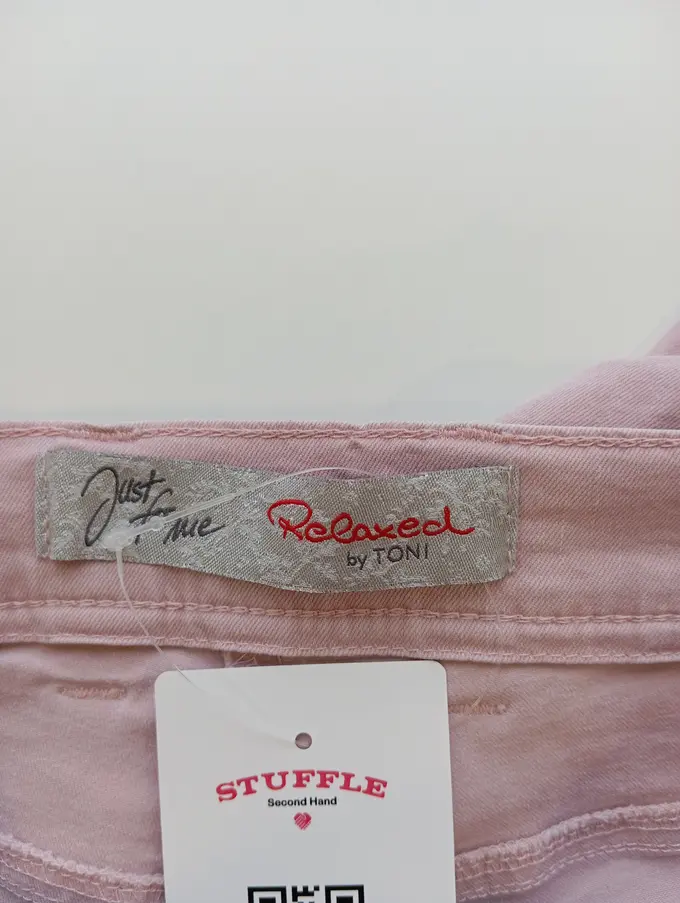 Just
for me
Relaxed
by TONI
STUFFLE
Second Hand